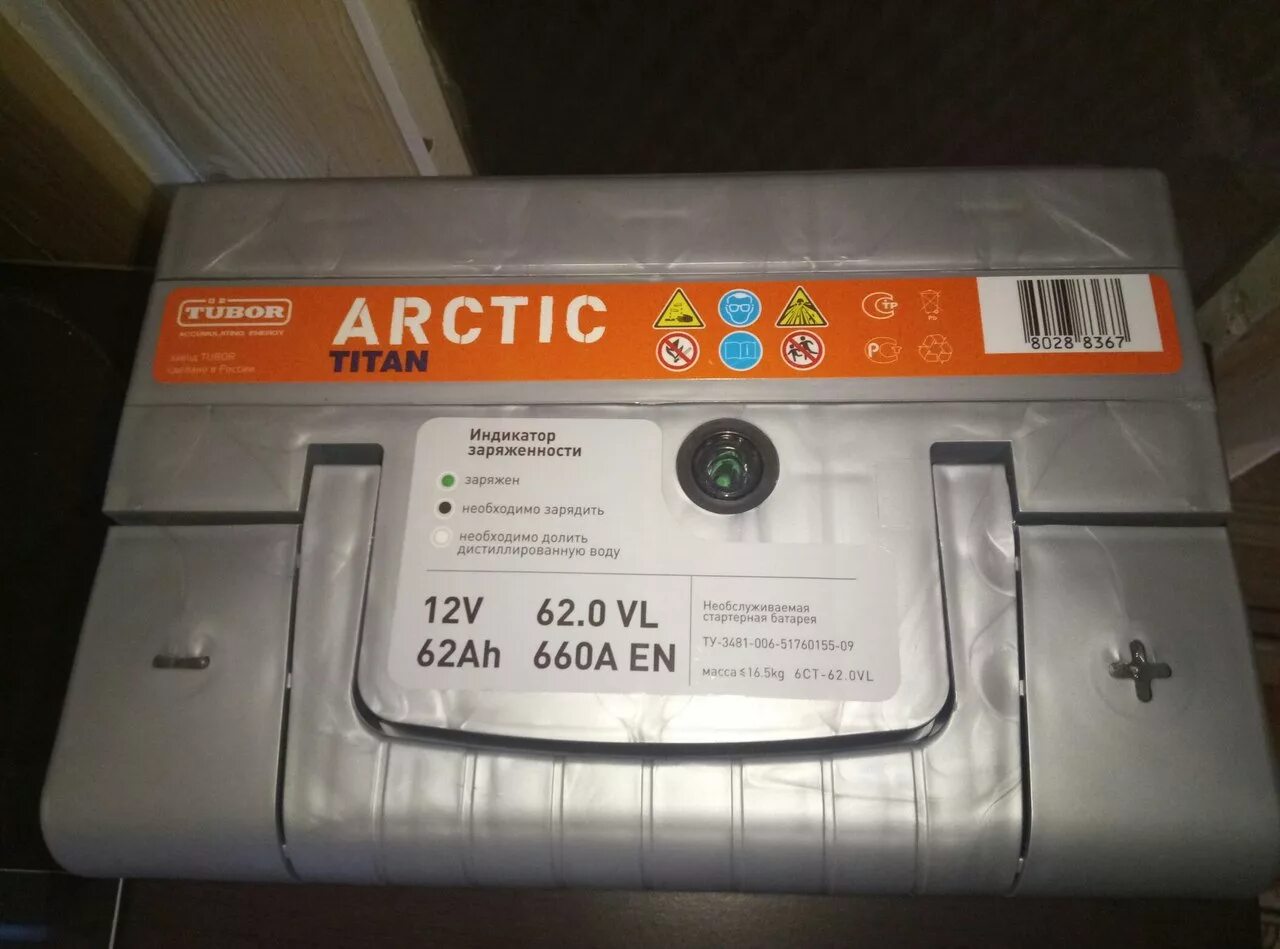 TUBOR
ACCUMULATING ENERGY
завод TUBOR
сделано в России
ARCTIC
TITAN
Pb
8028 8367
Индикатор
заряженности
заряжен
необходимо зарядить
необходимо долить
дистиллированную воду
12V 62.0 VL
62Ah 660A EN
Необслуживаемая
стартерная батарея
ТУ-3481-006-51760155-09
масса ≤ 16.5kg 6СТ-62.0VL
- +